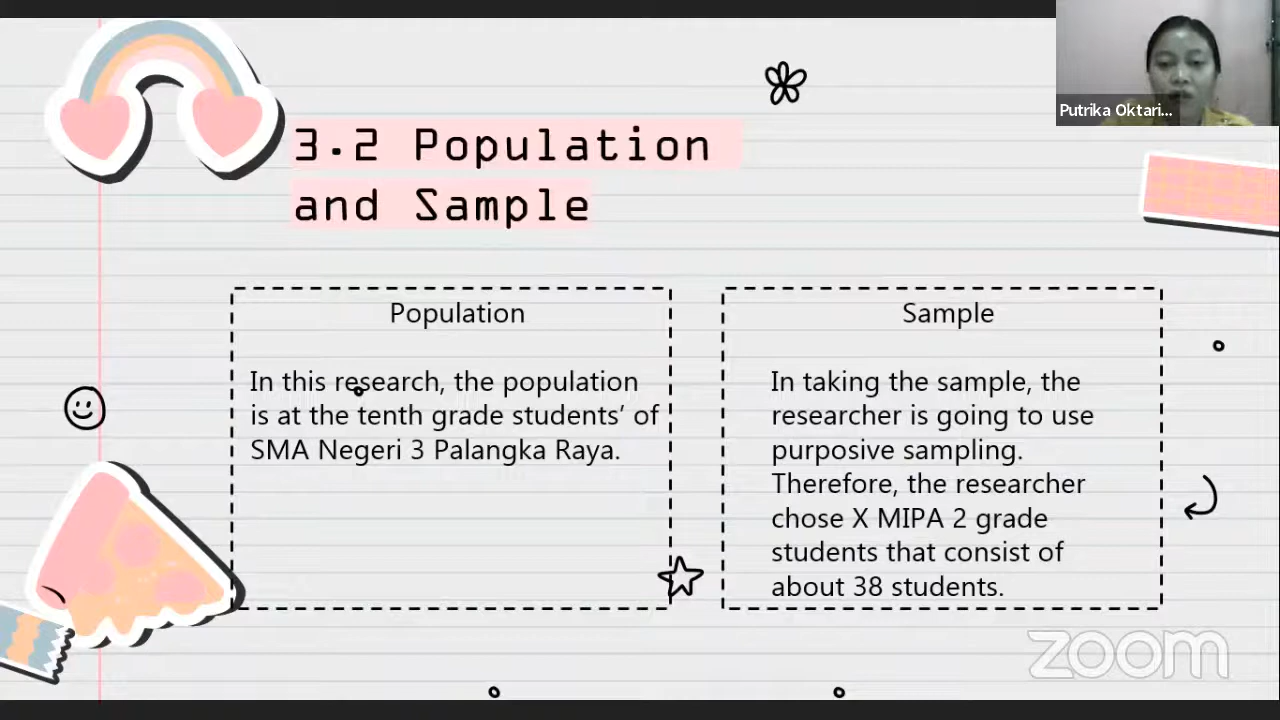 Putrika Oktari...
3.2 Population
and Sample
Population
In this research, the population
is at the tenth grade students’ of
SMA Negeri 3 Palangka Raya.
Sample
In taking the sample, the
researcher is going to use
purposive sampling.
Therefore, the researcher
chose X MIPA 2 grade
students that consist of
about 38 students.
zoom